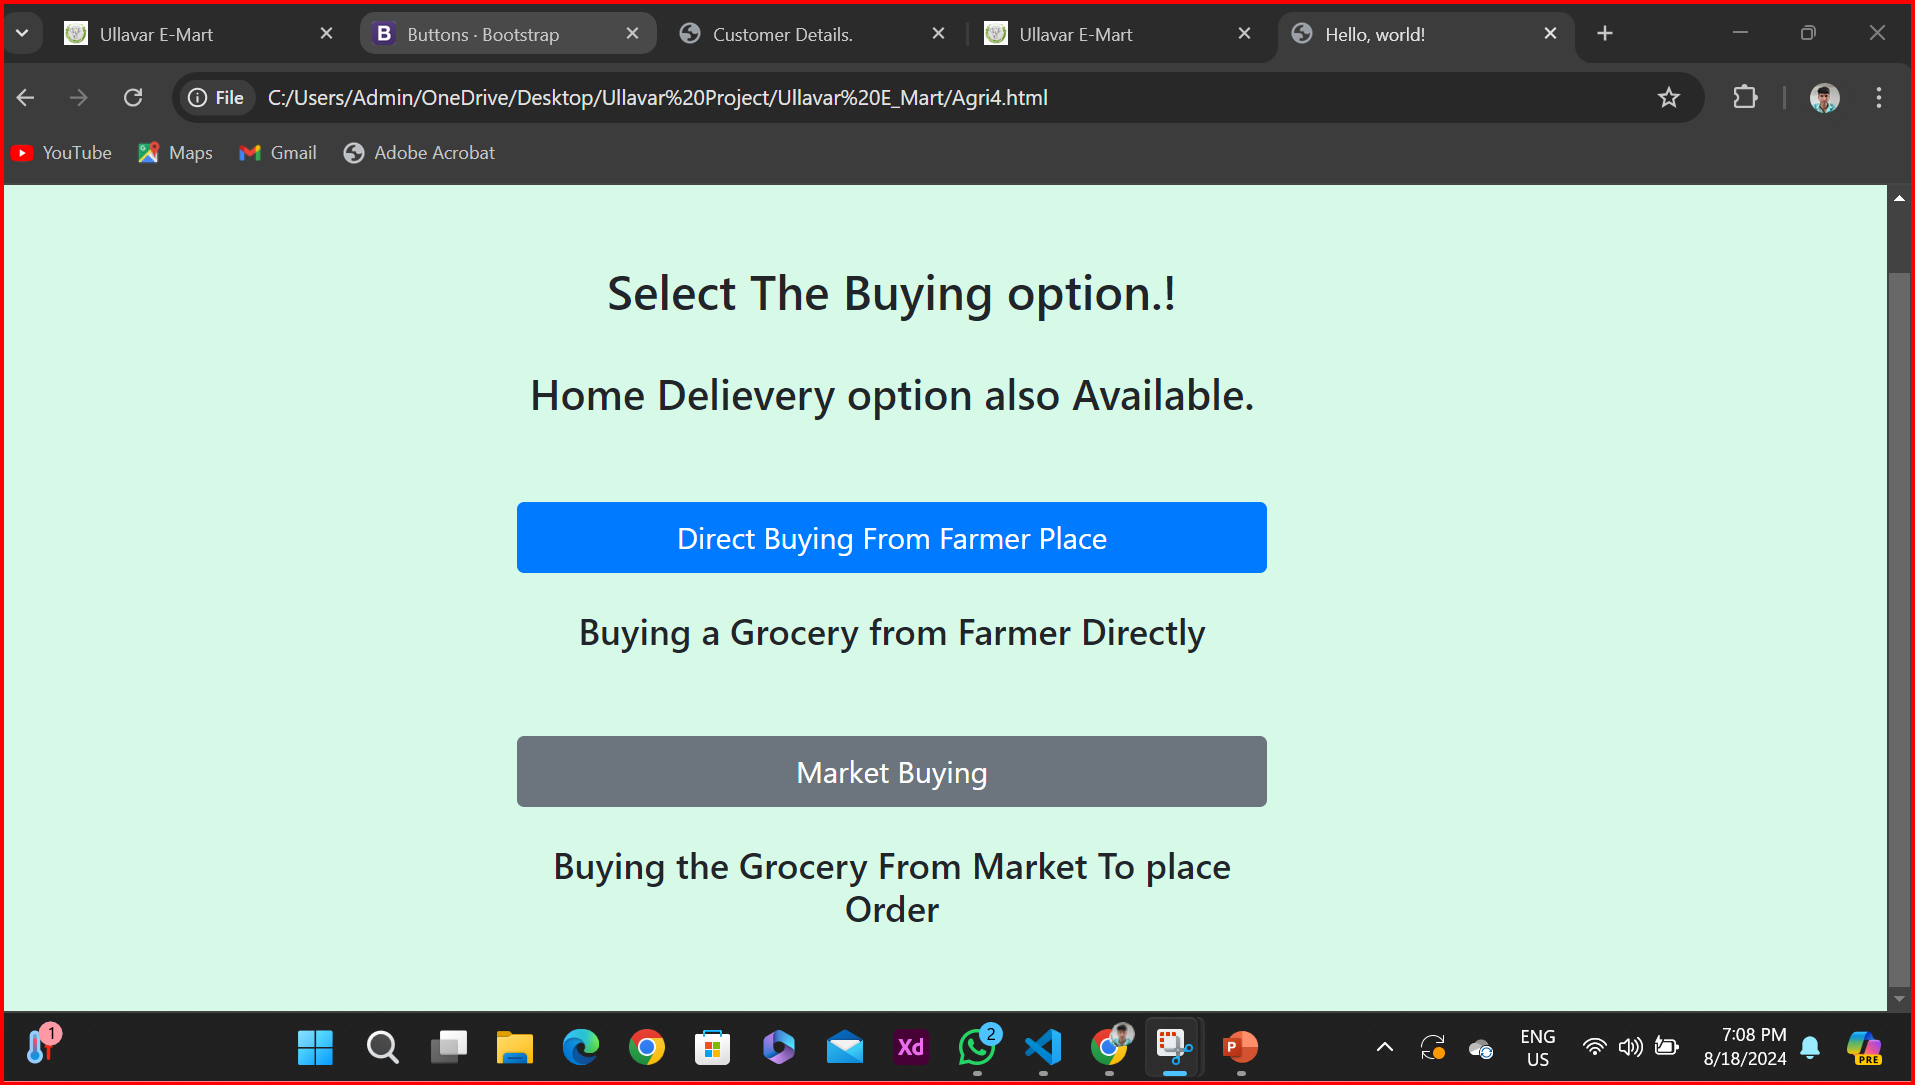 Ullavar E-Mart
B Buttons · Bootstrap
Customer Details.
Ullavar E-Mart
Hello, world!
File C:/Users/Admin/OneDrive/Desktop/Ullavar%20Project/Ullavar%20E_Mart/Agri4.html
YouTube Maps Gmail Adobe Acrobat
Select The Buying option.!
Home Delievery option also Available.
Direct Buying From Farmer Place
Buying a Grocery from Farmer Directly
Market Buying
Buying the Grocery From Market To place
Order
1
Xd
2
P
ENG
US
7:08 PM
8/18/2024
PRE